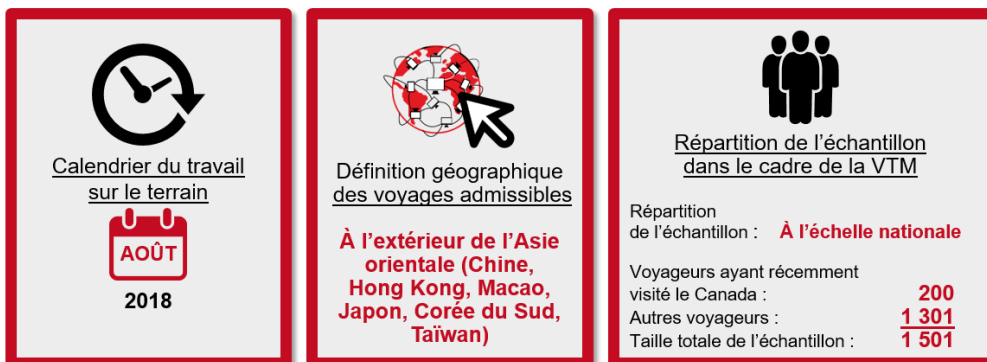 Calendrier du travail
sur le terrain
AOÛT
2018
Définition géographique
des voyages admissibles
À l'extérieur de l'Asie
orientale (Chine,
Hong Kong, Macao,
Japon, Corée du Sud,
Taïwan)
Répartition de l'échantillon
dans le cadre de la VTM
Répartition
de l'échantillon : À l'échelle nationale
Voyageurs ayant récemment
visité le Canada : 200
Autres voyageurs : 1 301
Taille totale de l'échantillon : 1 501